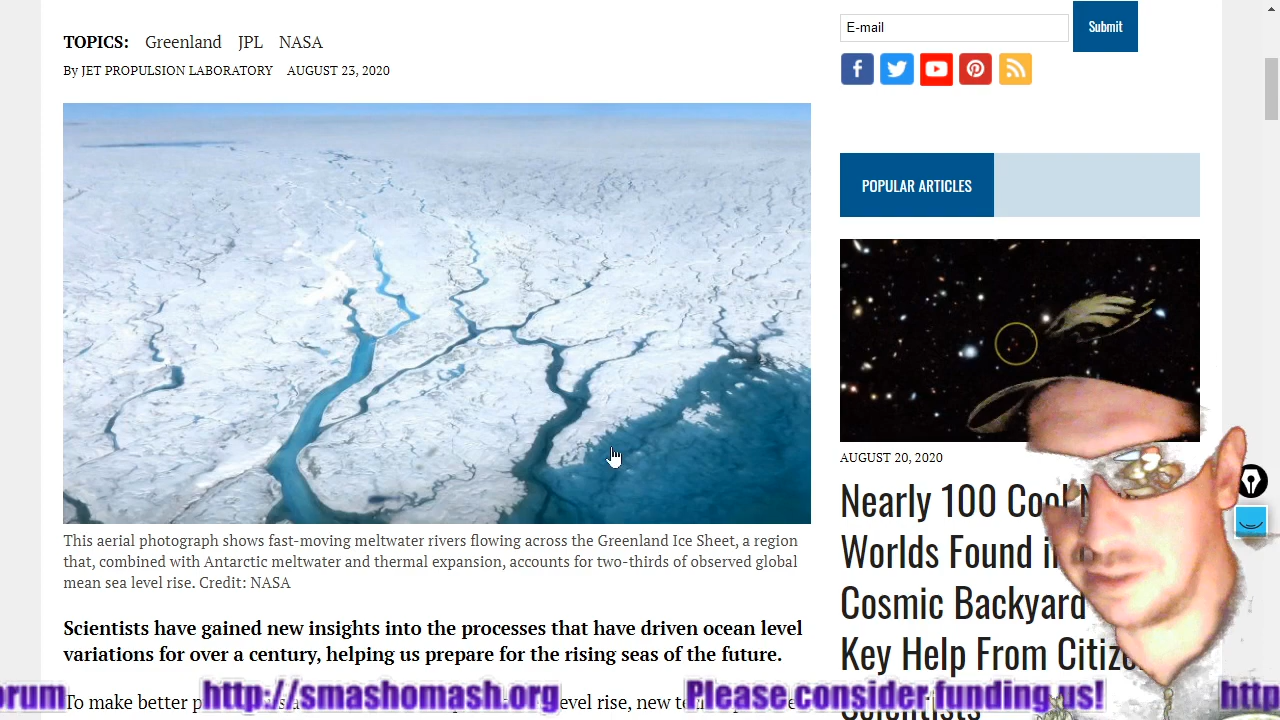 TOPICS: Greenland JPL NASA
By JET PROPULSION LABORATORY AUGUST 23, 2020
E-mail
Submit
POPULAR ARTICLES
This aerial photograph shows fast-moving meltwater rivers flowing across the Greenland Ice Sheet, a region
that, combined with Antarctic meltwater and thermal expansion, accounts for two-thirds of observed global
mean sea level rise. Credit: NASA
Scientists have gained new insights into the processes that have driven ocean level
variations for over a century, helping us prepare for the rising seas of the future.
To make better
level rise, new
AUGUST 20, 2020
Nearly 100 Cool
Worlds Found
Cosmic Backyard
Key Help From
Scientists
http://smashomash.org Please consider funding us!